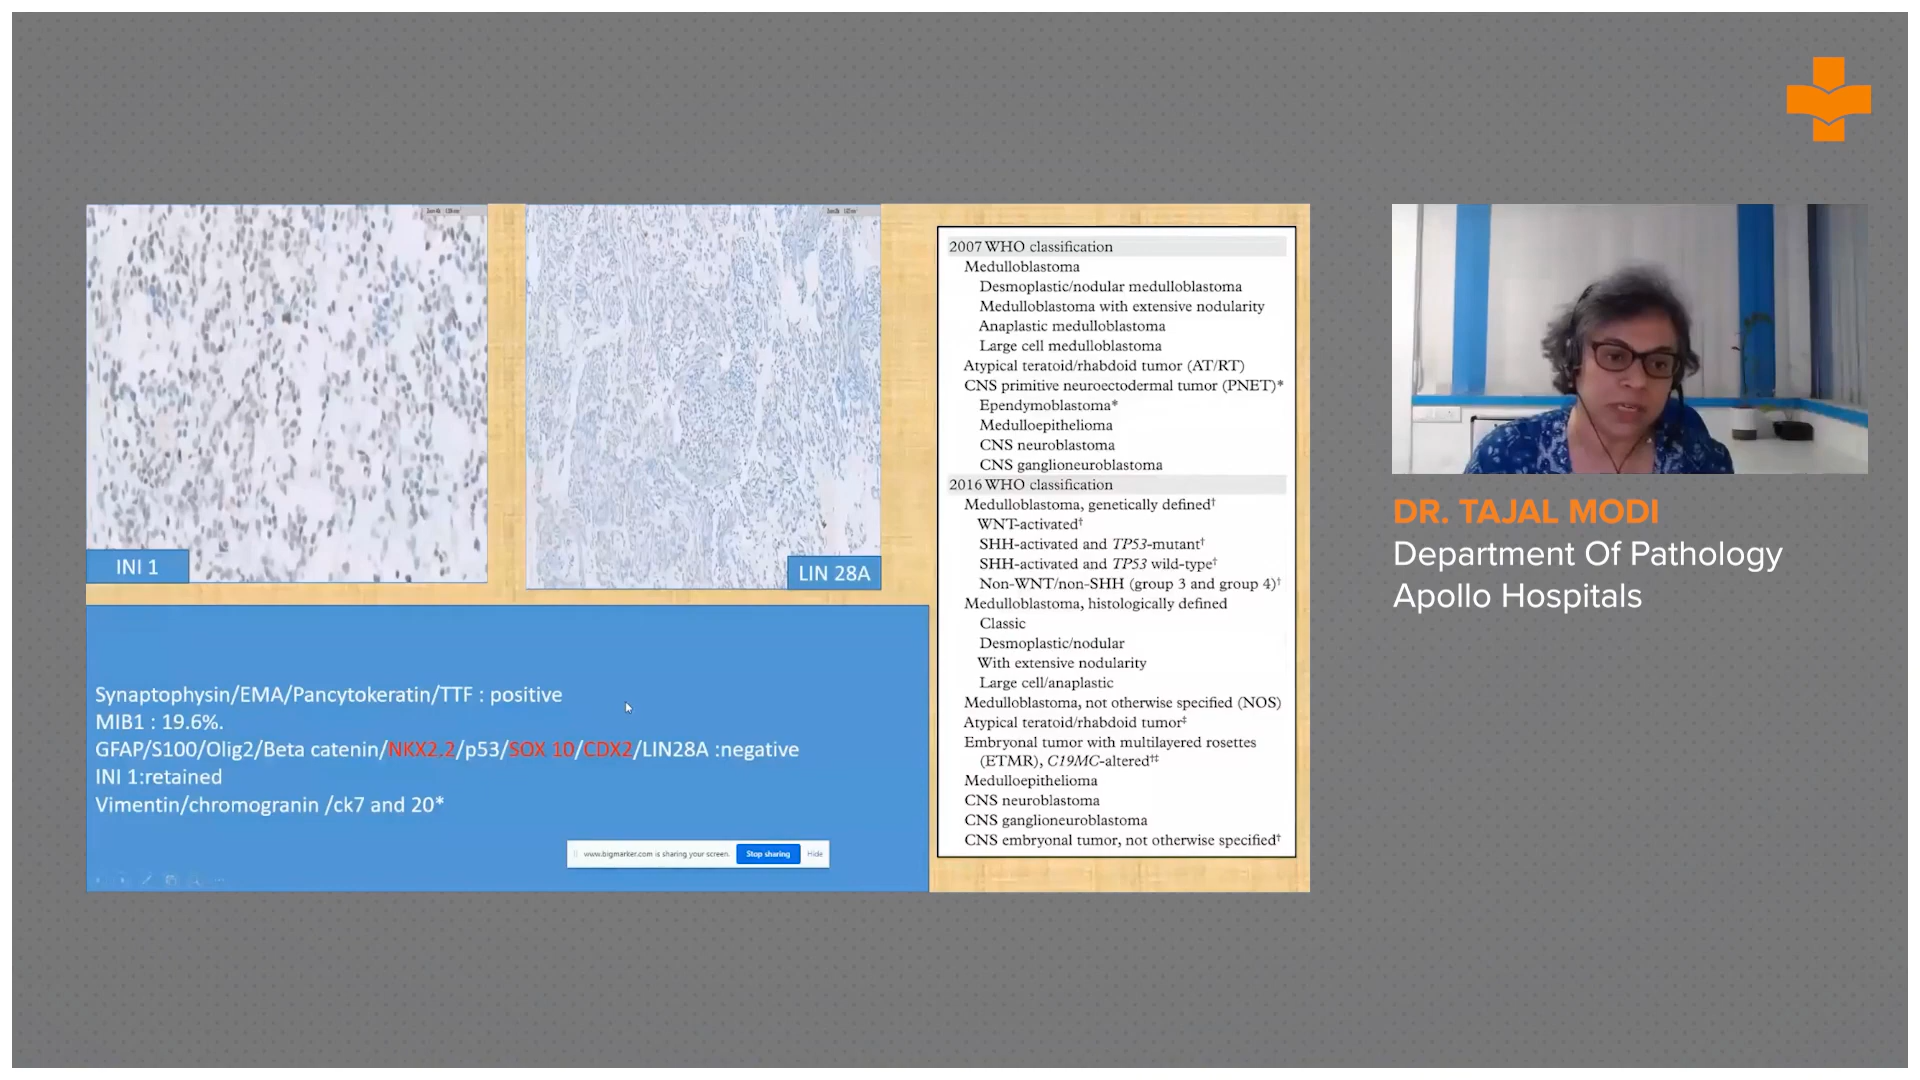 INI 1
LIN 28A
Synaptophysin/EMA/Pancytokeratin/TTF : positive
MIB1 : 19.6%.
GFAP/S100/Olig2/Beta catenin/NKX2.2/p53/SOX 10/CDX2/LIN28A :negative
INI 1:retained
Vimentin/chromogranin /ck7 and 20*
www.bigmarker.com is sharing your screen. Stop sharing Hide
2007 WHO classification
Medulloblastoma
Desmoplastic/nodular medulloblastoma
Medulloblastoma with extensive nodularity
Anaplastic medulloblastoma
Large cell medulloblastoma
Atypical teratoid/rhabdoid tumor (AT/RT)
CNS primitive neuroectodermal tumor (PNET)*
Ependymoblastoma*
Medulloepithelioma
CNS neuroblastoma
CNS ganglioneuroblastoma
2016 WHO classification
Medulloblastoma, genetically defined†
WNT-activated†
SHH-activated and TP53-mutant†
SHH-activated and TP53 wild-type†
Non-WNT/non-SHH (group 3 and group 4)†
Medulloblastoma, histologically defined
Classic
Desmoplastic/nodular
With extensive nodularity
Large cell/anaplastic
Medulloblastoma, not otherwise specified (NOS)
Atypical teratoid/rhabdoid tumor‡
Embryonal tumor with multilayered rosettes
(ETMR), C19MC-altered†‡
Medulloepithelioma
CNS neuroblastoma
CNS ganglioneuroblastoma
CNS embryonal tumor, not otherwise specified†
DR. TAJAL MODI
Department Of Pathology
Apollo Hospitals